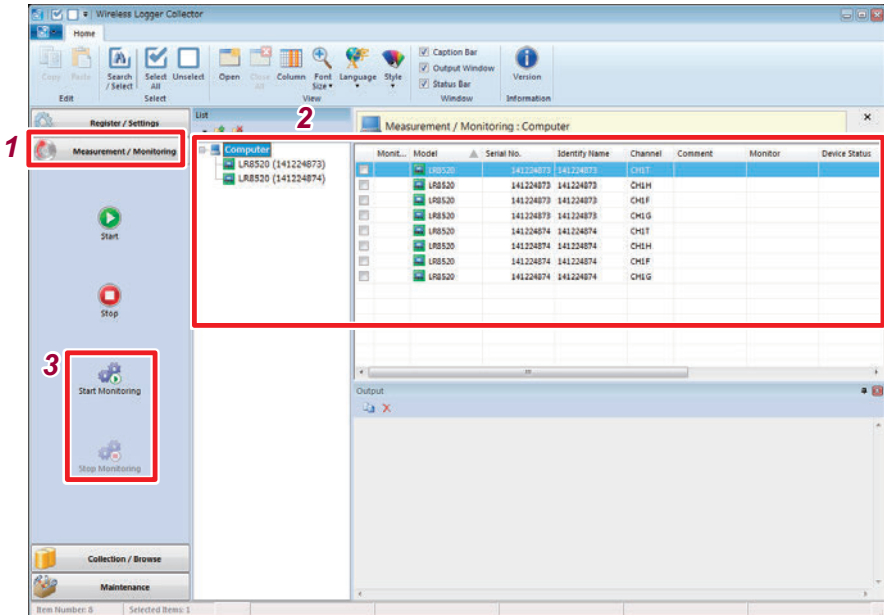 Wireless Logger Collector
Home
Copy
Paste
Search / Select
Select All
Unselect
Open
Close All
Column
Font Size
Language
Style
Caption Bar
Output Window
Status Bar
Version
Edit
Select
View
Window
Information
Register / Settings
List
2
Measurement / Monitoring : Computer
1
Measurement / Monitoring
Computer
LR8520 (141224873)
LR8520 (141224874)
Monit... Model Serial No. Identify Name Channel Comment Monitor Device Status
LR8520 141224873 141224873 CH1T
LR8520 141224873 141224873 CH1H
LR8520 141224873 141224873 CH1F
LR8520 141224873 141224873 CH1G
LR8520 141224874 141224874 CH1T
LR8520 141224874 141224874 CH1H
LR8520 141224874 141224874 CH1F
LR8520 141224874 141224874 CH1G
Start
Stop
3
Start Monitoring
Stop Monitoring
Output
Collection / Browse
Maintenance
Item Number: 8 Selected Items: 1